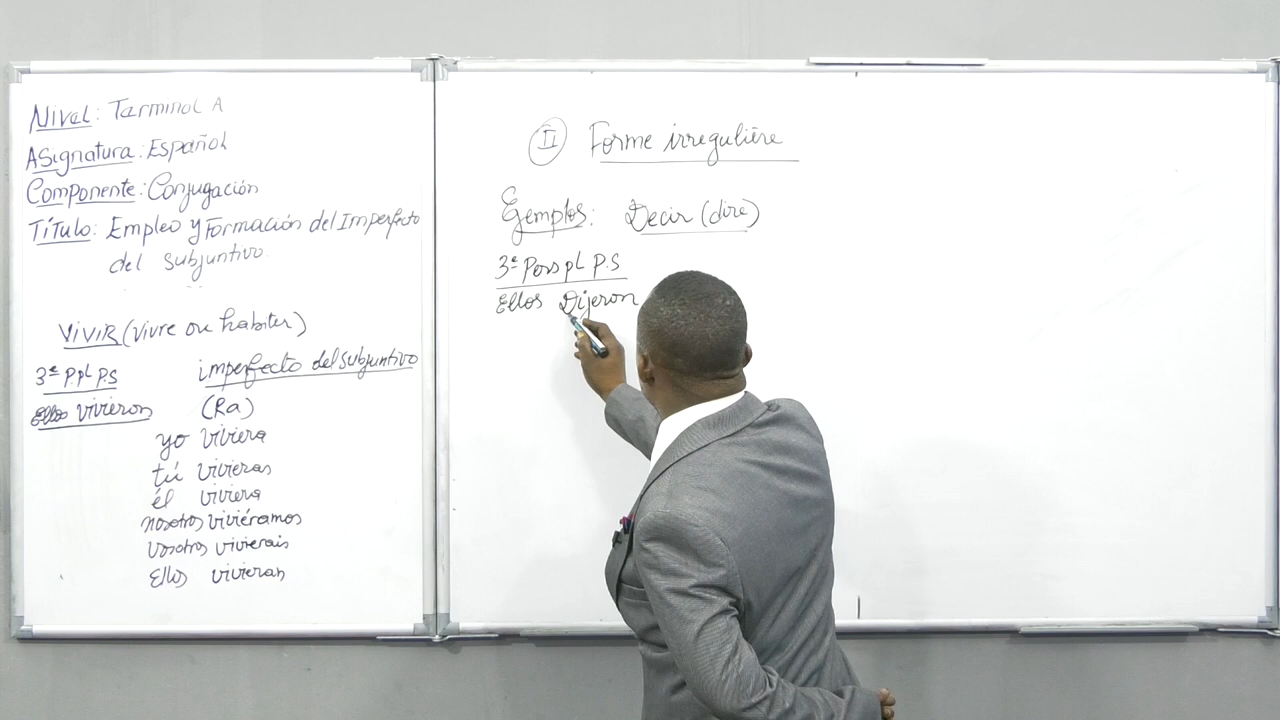 Nivel: Terminal A
Asignatura: Español
Componente: Conjugación
Título: Empleo y Formación del Imperfecto
del subjuntivo.
VIVIR (vivre ou habiter)
3e P.pl P.S
imperfecto del subjuntivo
Ellos vivieron
(Ra)
yo viviera
tú vivieras
él viviera
nosotros viviéramos
vosotros vivierais
Ellos vivieran
II Forme irregulière
Ejemplos: Decir (dire)
3e Pers pl P.S
Ellos Dijeron